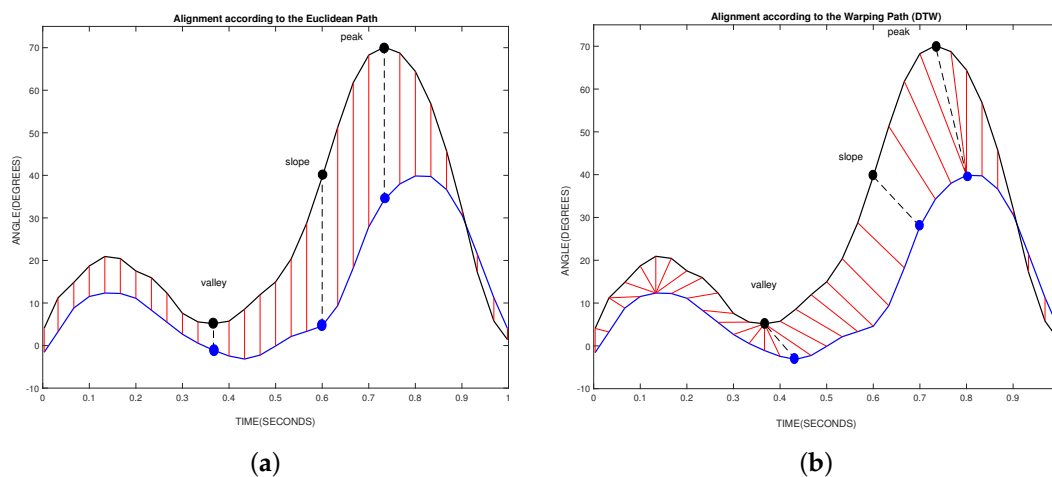 Alignment according to the Euclidean Path
peak
slope
valley
ANGLE(DEGREES)
70
60
50
40
30
20
10
0
-10
0 0.1 0.2 0.3 0.4 0.5 0.6 0.7 0.8 0.9 1
TIME(SECONDS)
(a)
Alignment according to the Warping Path (DTW)
peak
slope
valley
ANGLE(DEGREES)
70
60
50
40
30
20
10
0
-10
0 0.1 0.2 0.3 0.4 0.5 0.6 0.7 0.8 0.9
TIME(SECONDS)
(b)